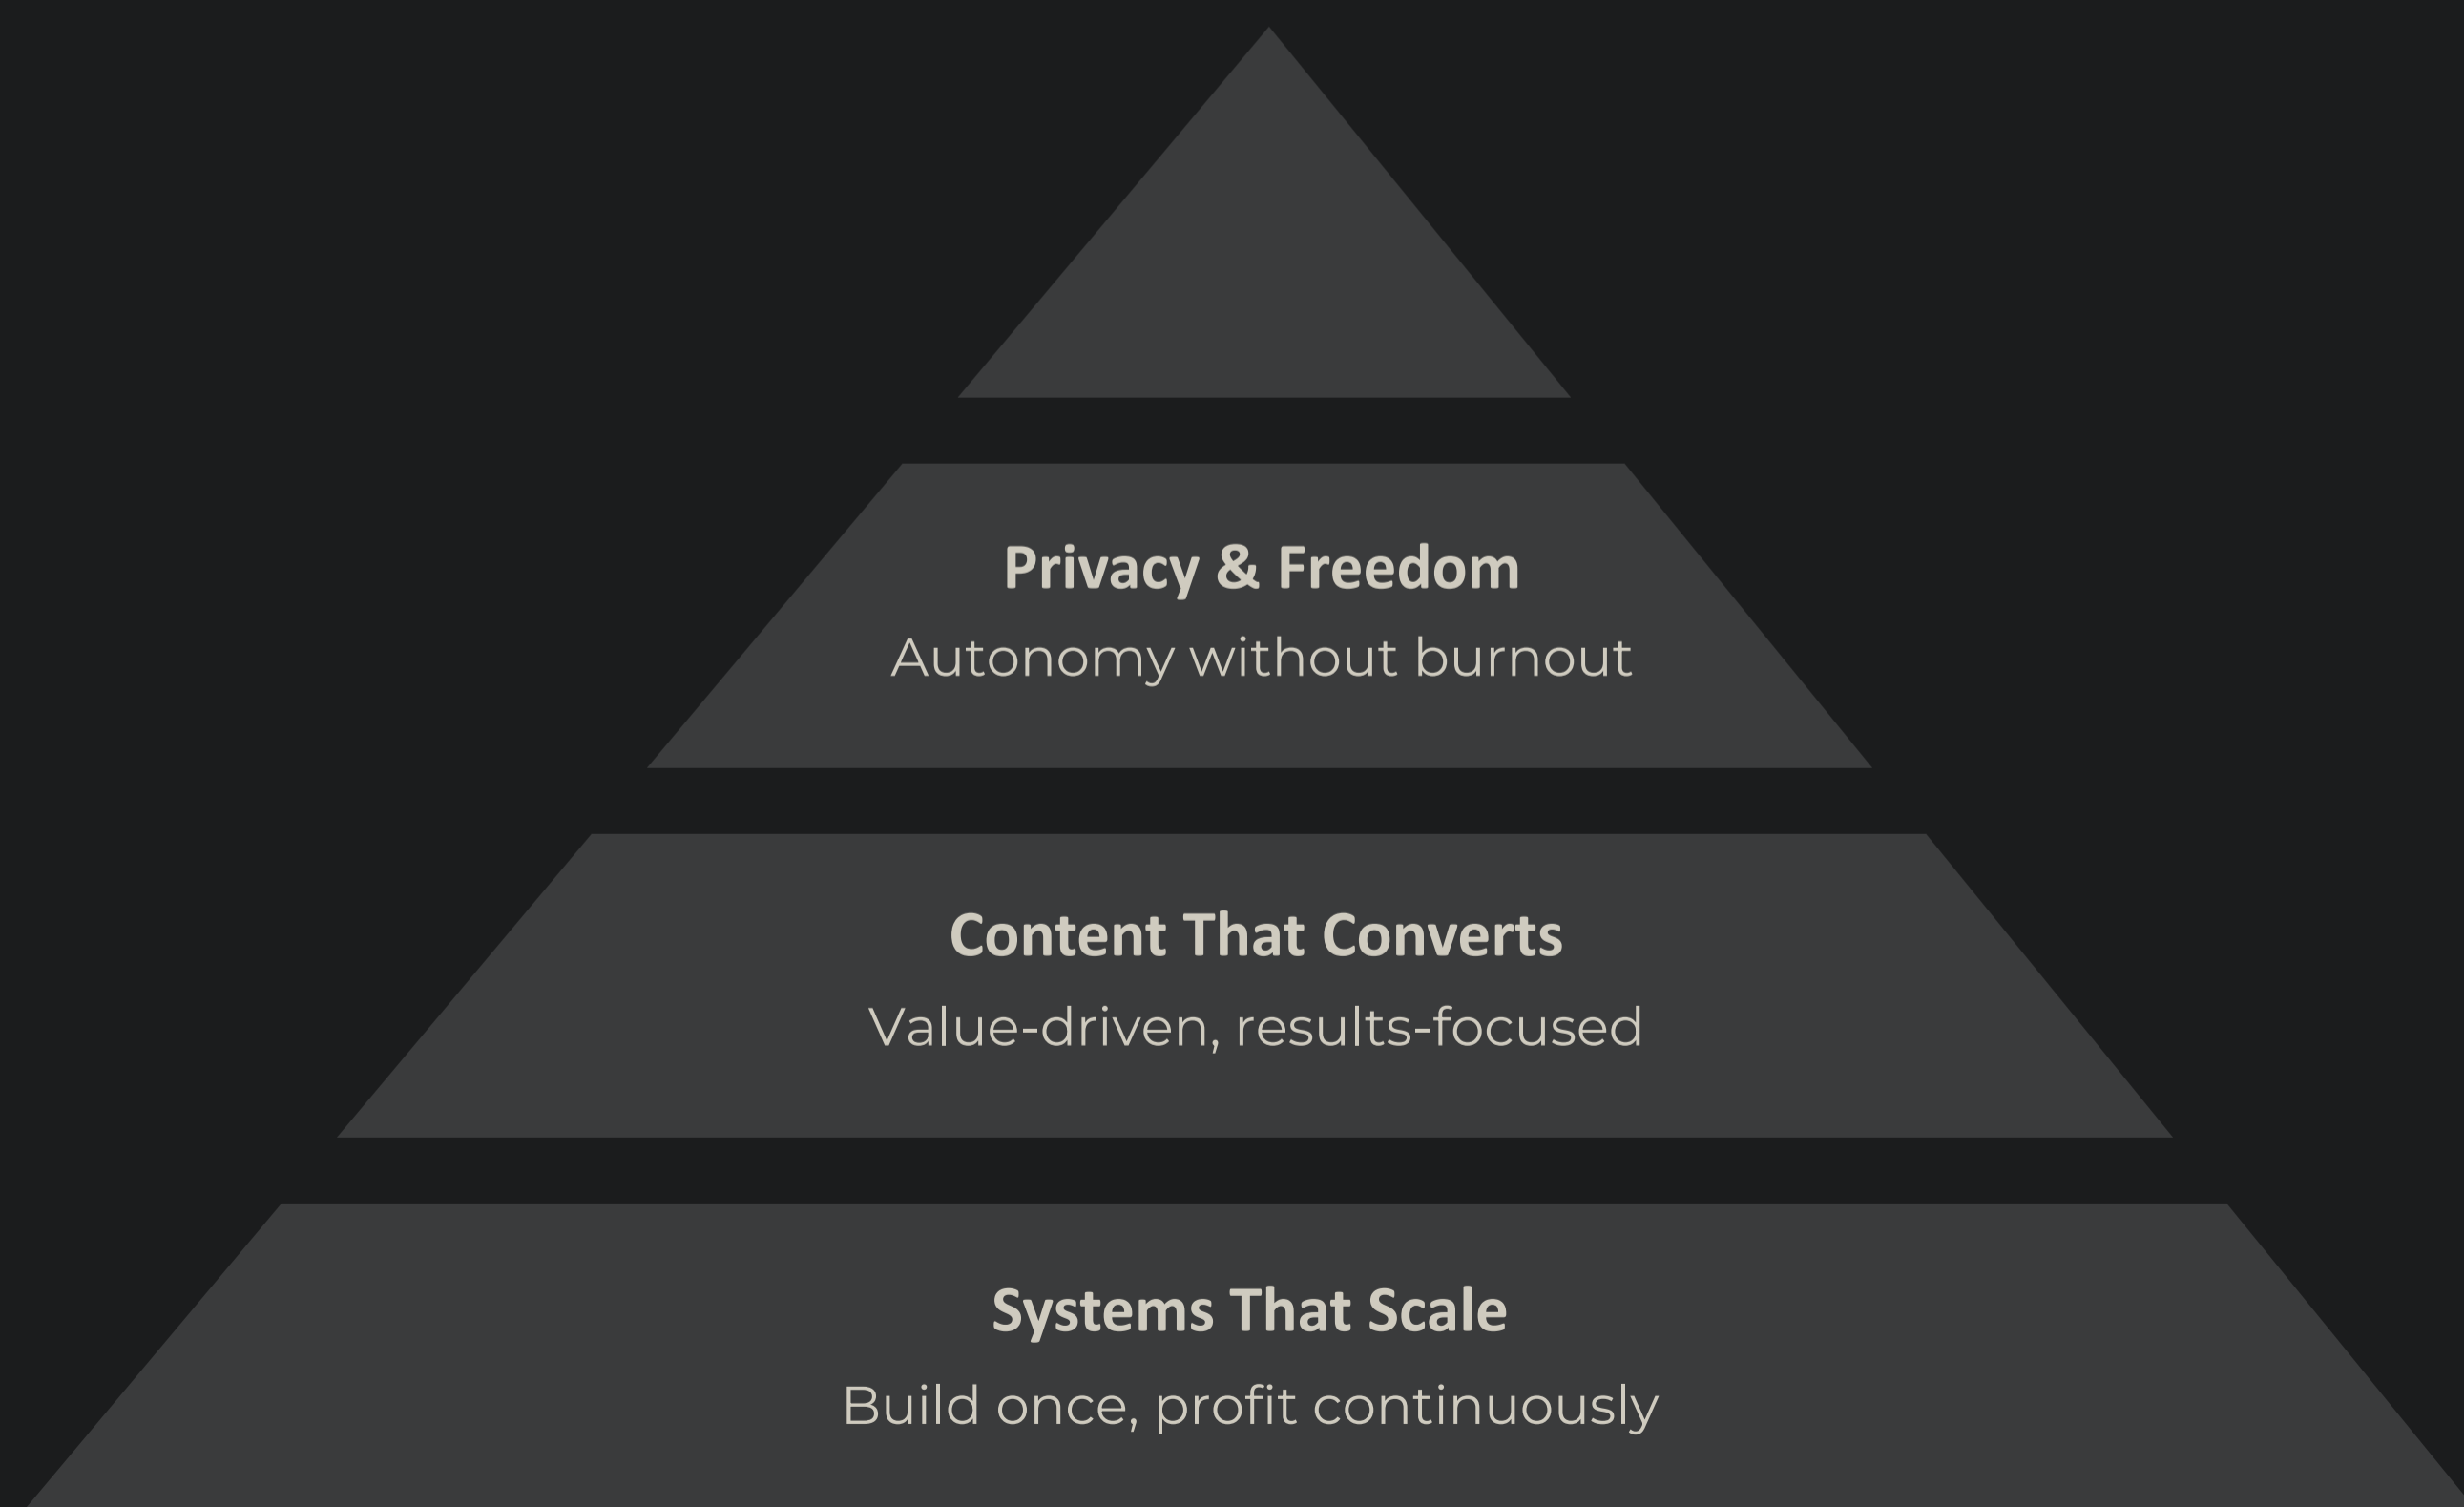 Privacy & Freedom
Autonomy without burnout
Content That Converts
Value-driven, results-focused
Systems That Scale
Build once, profit continuously